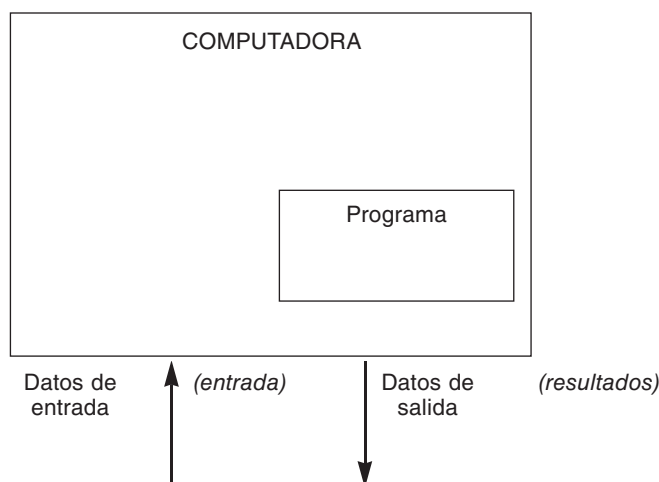 COMPUTADORA
Programa
Datos de
entrada
(entrada)
Datos de
salida
(resultados)